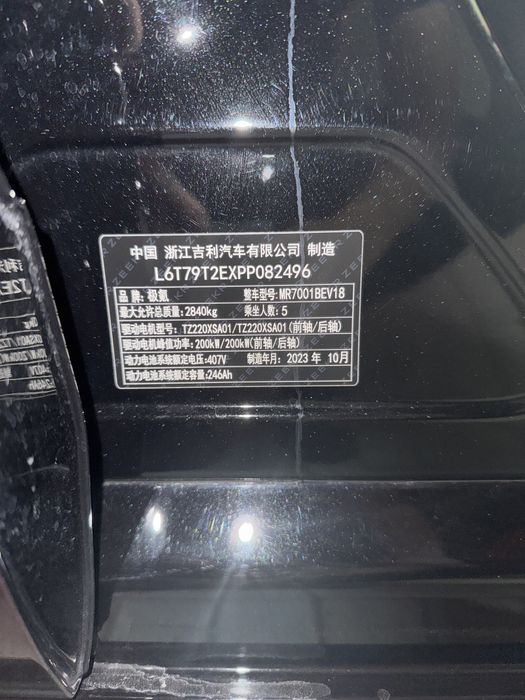 中国 浙江吉利汽车有限公司 制造
L6T79T2EXPP082496
品牌: 极氪 整车型号: MR7001BEV18
最大允许总质量: 2840kg 乘坐人数: 5
驱动电机型号: TZ220XSA01/TZ220XSA01(前轴/后轴)
驱动电机峰值功率: 200kW/200kW(前轴/后轴)
动力电池系统额定电压: 407V 制造年月: 2023 年 10月
动力电池系统额定容量: 246Ah